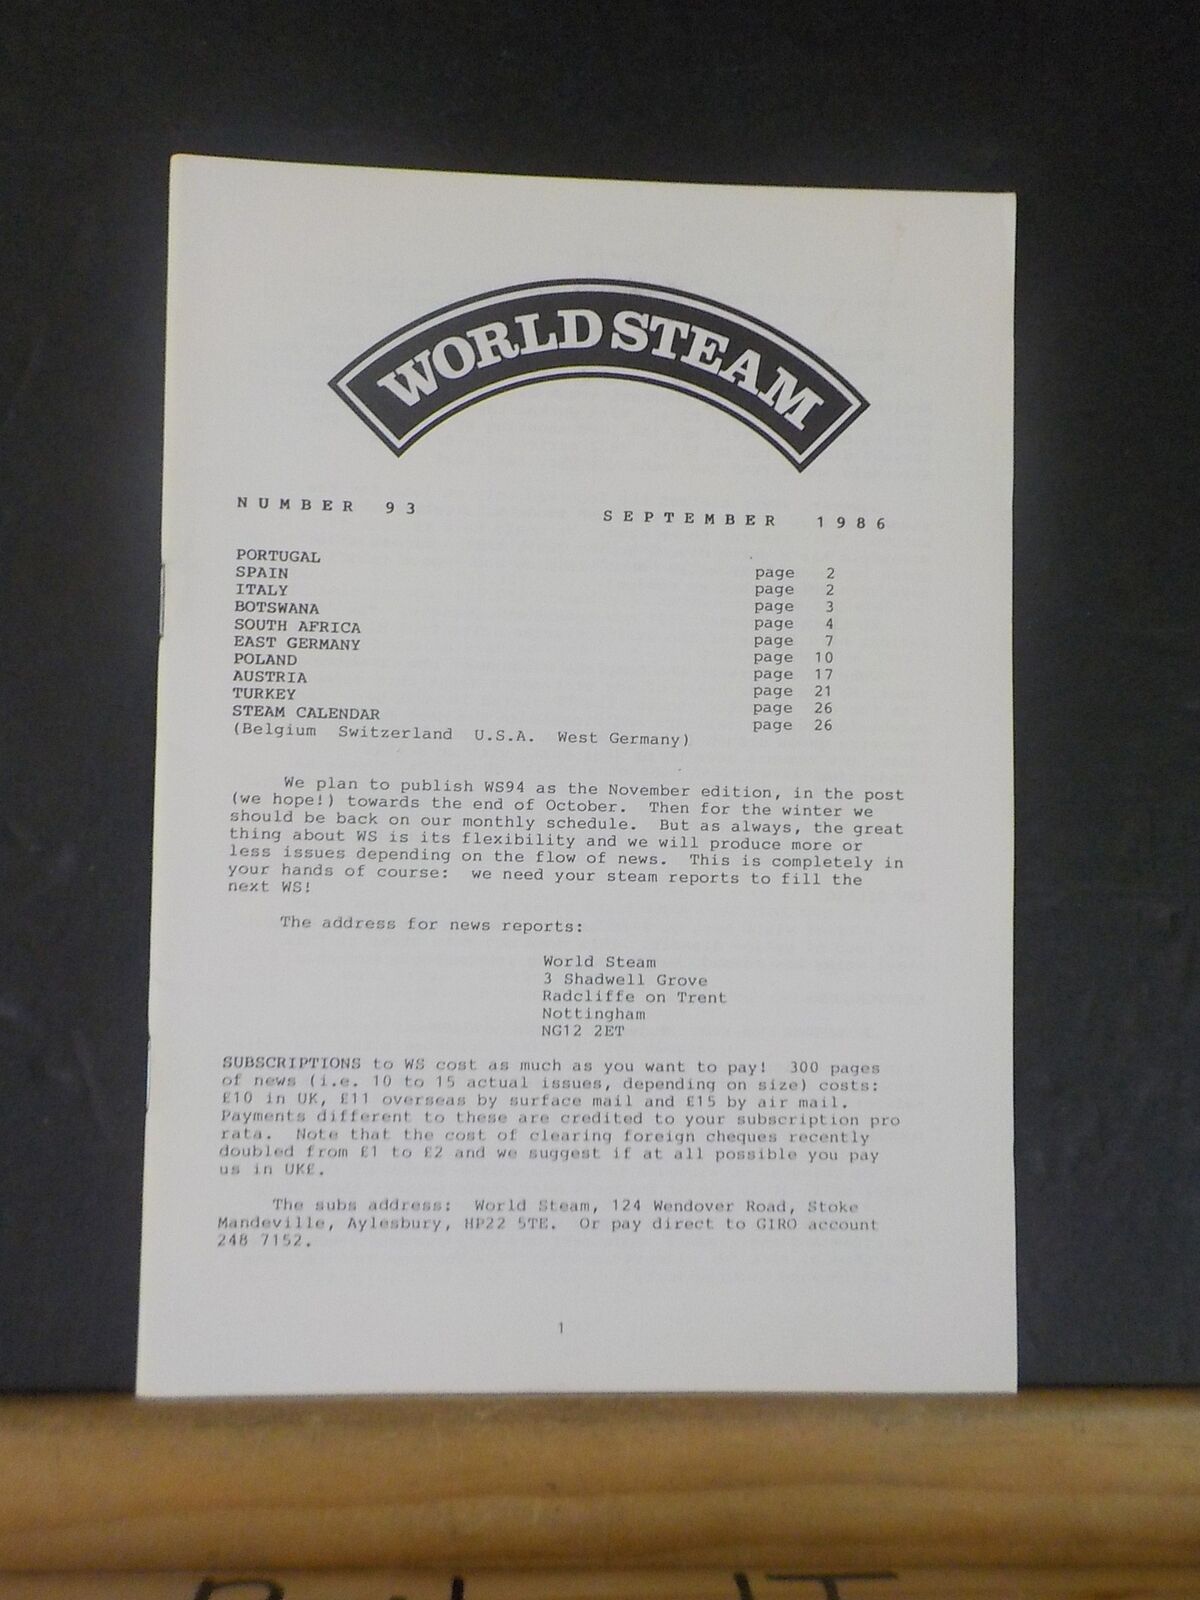 WORLD STEAM
NUMBER 93 SEPTEMBER 1986
PORTUGAL page 2
SPAIN page 2
ITALY page 3
BOTSWANA page 4
SOUTH AFRICA page 7
EAST GERMANY page 10
POLAND page 17
AUSTRIA page 21
TURKEY page 26
STEAM CALENDAR page 26
(Belgium Switzerland U.S.A. West Germany)
We plan to publish WS94 as the November edition, in the post
(we hope!) towards the end of October. Then for the winter we
should be back on our monthly schedule. But as always, the great
thing about WS is its flexibility and we will produce more or
less issues depending on the flow of news. This is completely in
your hands of course: we need your steam reports to fill the
next WS!
The address for news reports:
World Steam
3 Shadwell Grove
Radcliffe on Trent
Nottingham
NG12 2ET
SUBSCRIPTIONS to WS cost as much as you want to pay! 300 pages
of news (i.e. 10 to 15 actual issues, depending on size) costs:
£10 in UK, £11 overseas by surface mail and £15 by air mail.
Payments different to these are credited to your subscription pro
rata. Note that the cost of clearing foreign cheques recently
doubled from £1 to £2 and we suggest if at all possible you pay
us in UK£.
The subs address: World Steam, 124 Wendover Road, Stoke
Mandeville, Aylesbury, HP22 5TE. Or pay direct to GIRO account
248 7152.
1